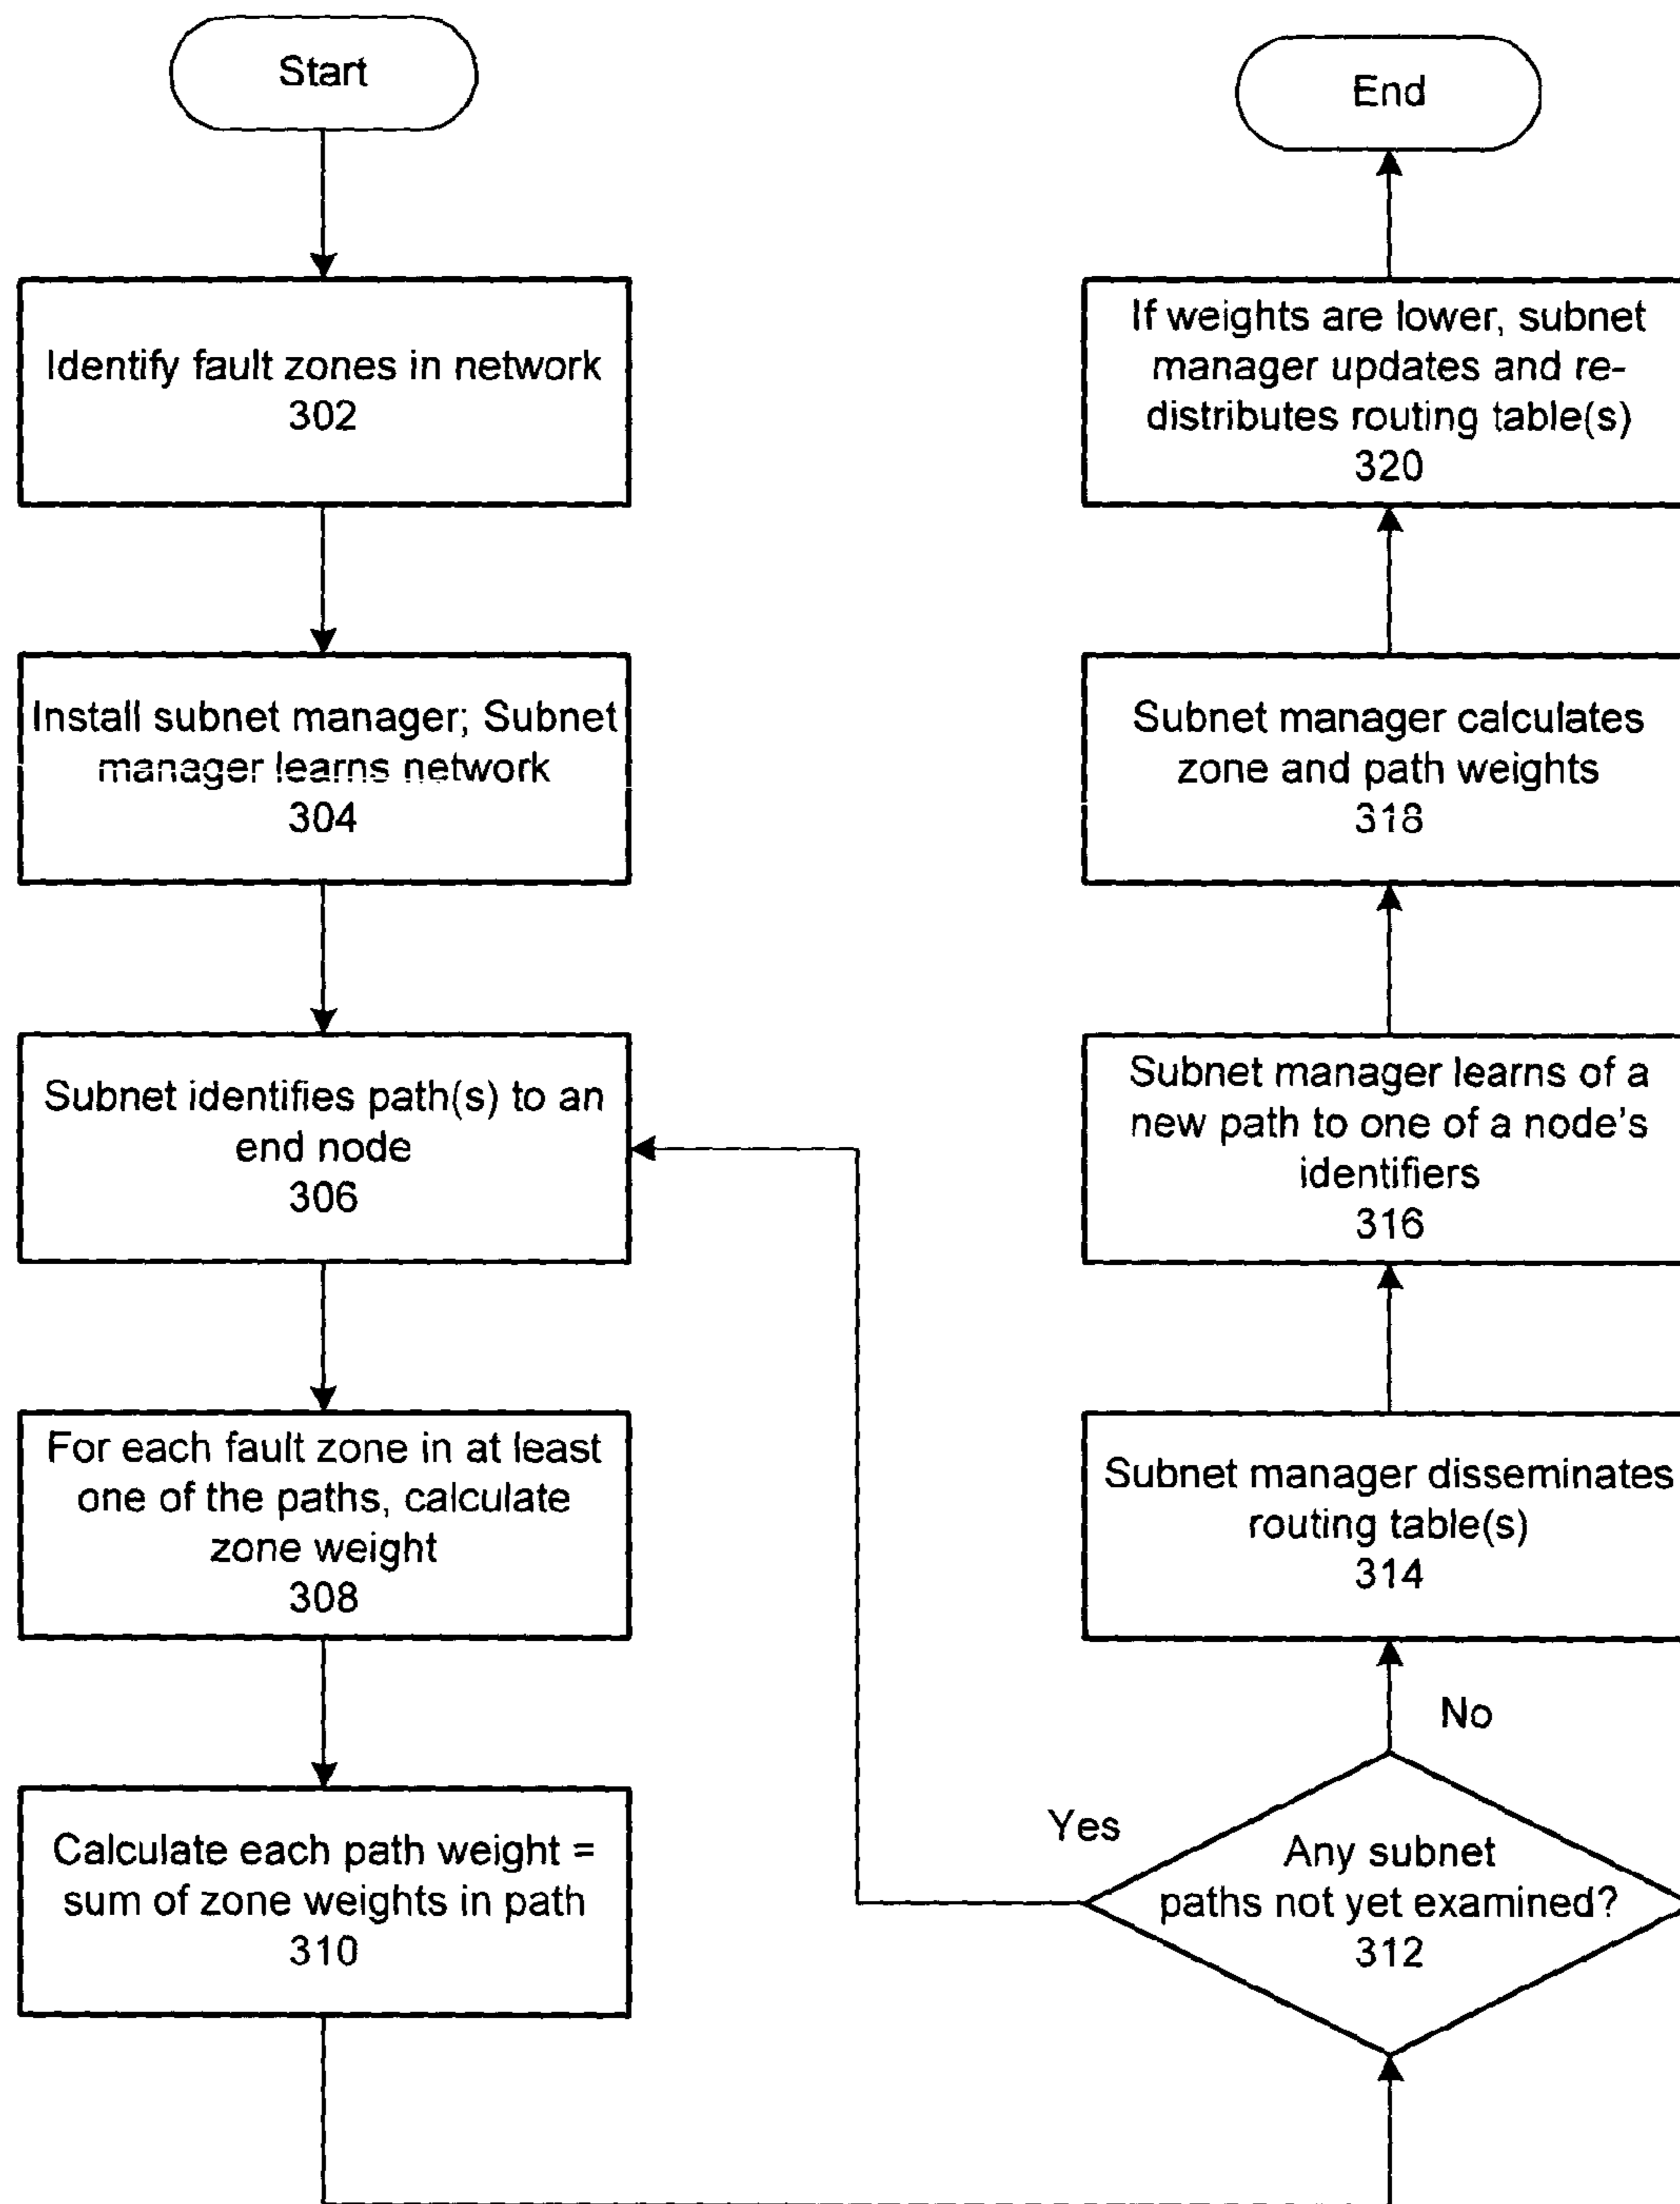 Start
Identify fault zones in network
302
Install subnet manager; Subnet
manager learns network
304
Subnet identifies path(s) to an
end node
306
For each fault zone in at least
one of the paths, calculate
zone weight
308
Calculate each path weight =
sum of zone weights in path
310
Yes
Any subnet
paths not yet examined?
312
No
Subnet manager disseminates
routing table(s)
314
Subnet manager learns of a
new path to one of a node's
identifiers
316
Subnet manager calculates
zone and path weights
318
If weights are lower, subnet
manager updates and re-
distributes routing table(s)
320
End